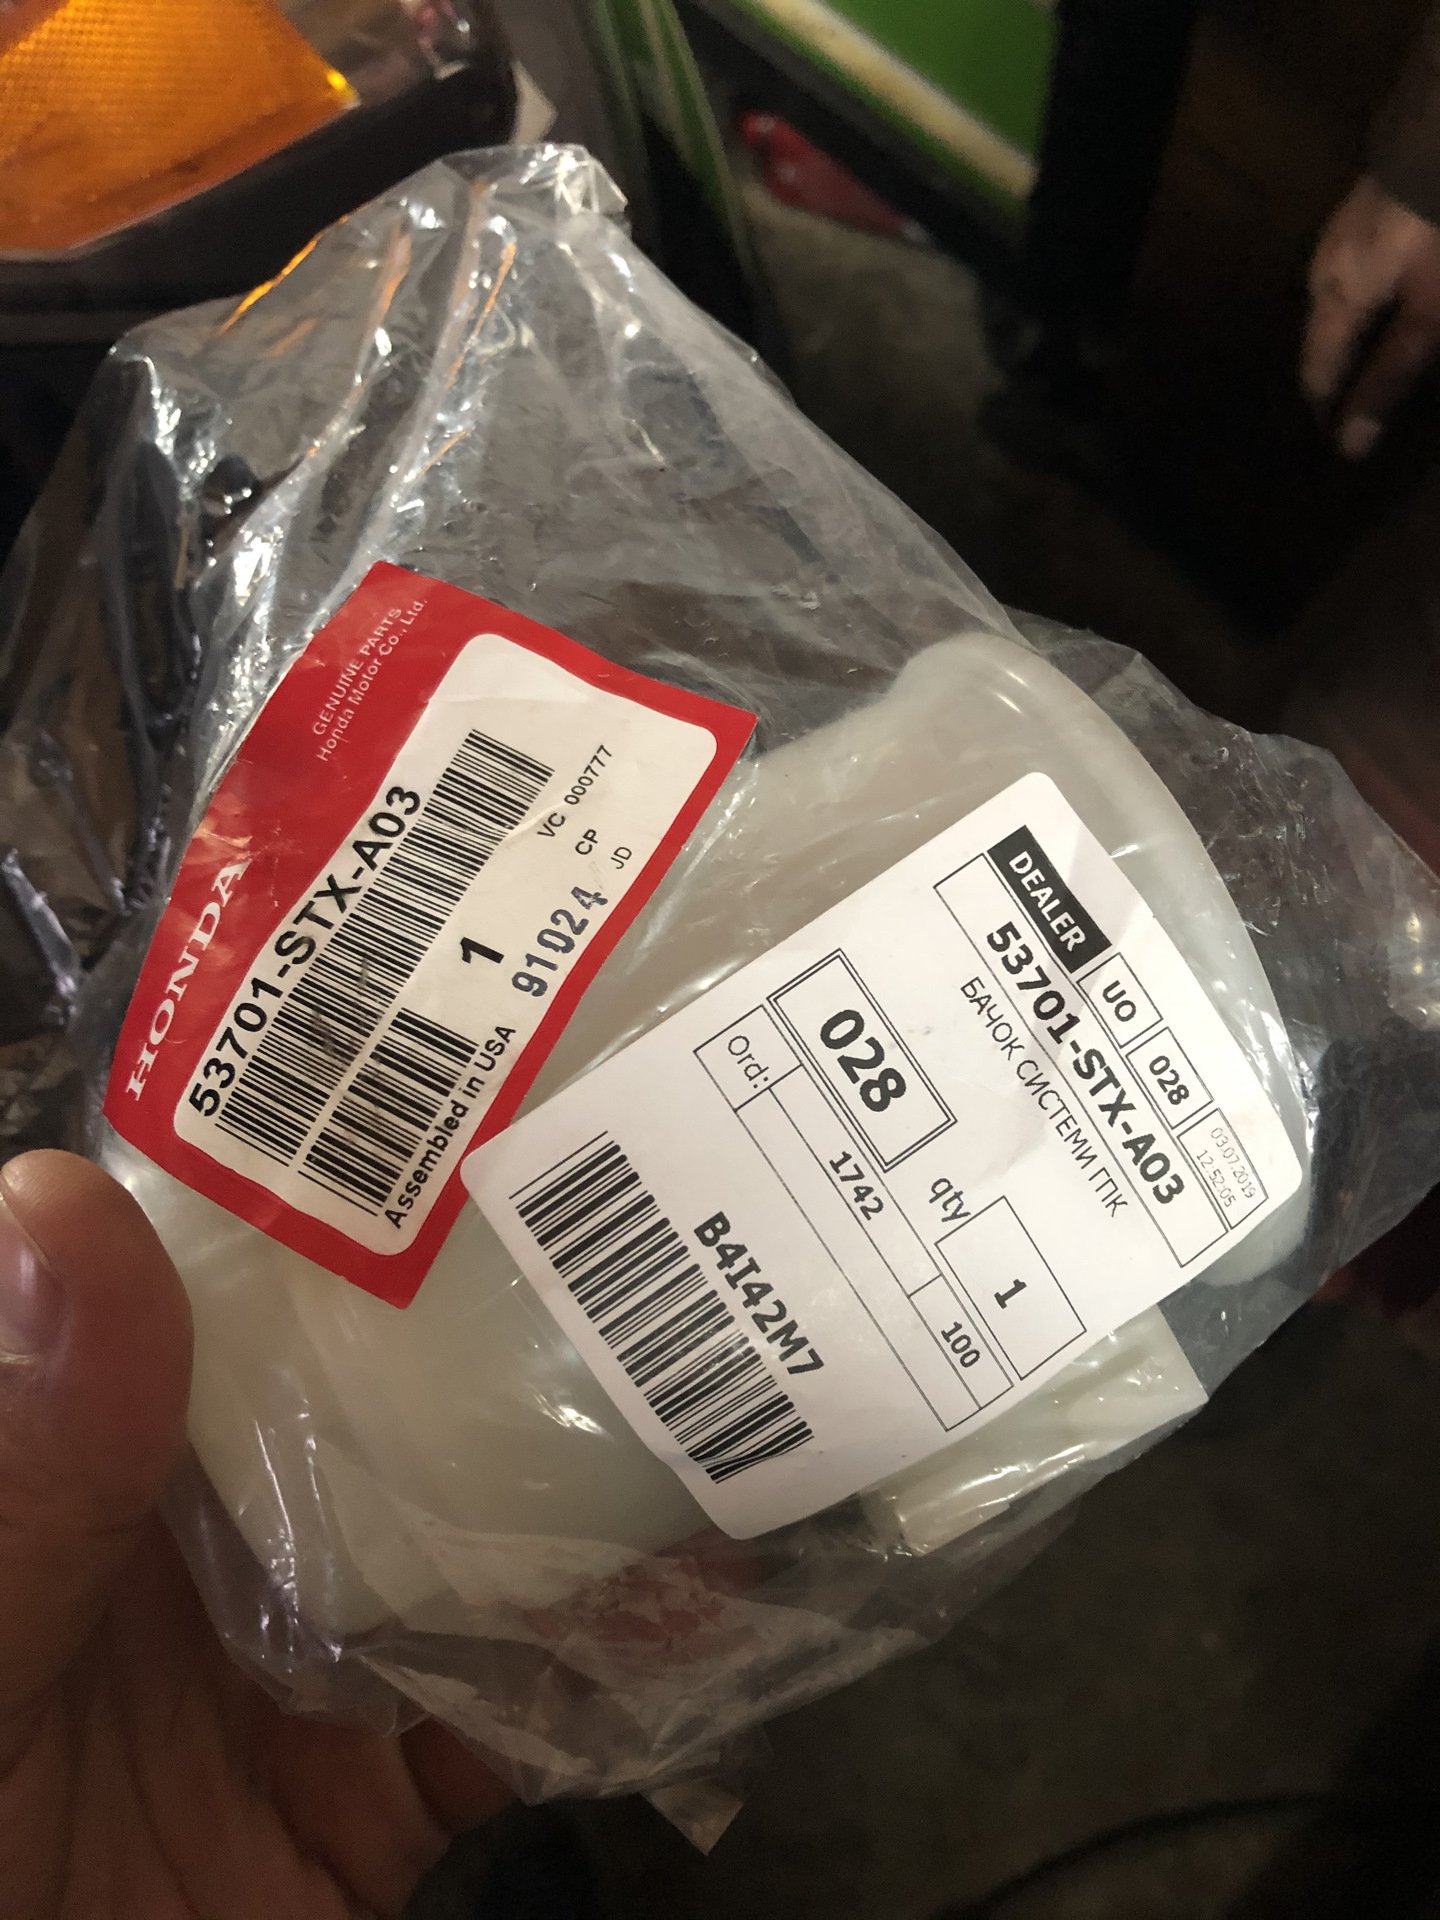 GENUINE PARTS
Honda Motor Co., Ltd.
HONDA
53701-STX-A03
VC 000777
CP
JD
1
91024
Assembled in USA
DEALER
UO
028
03.07.2019
12:52:05
53701-STX-A03
БАЧОК СИСТЕМИ ГПК
028
qty
1
Ord:
1742
100
B4I42M7